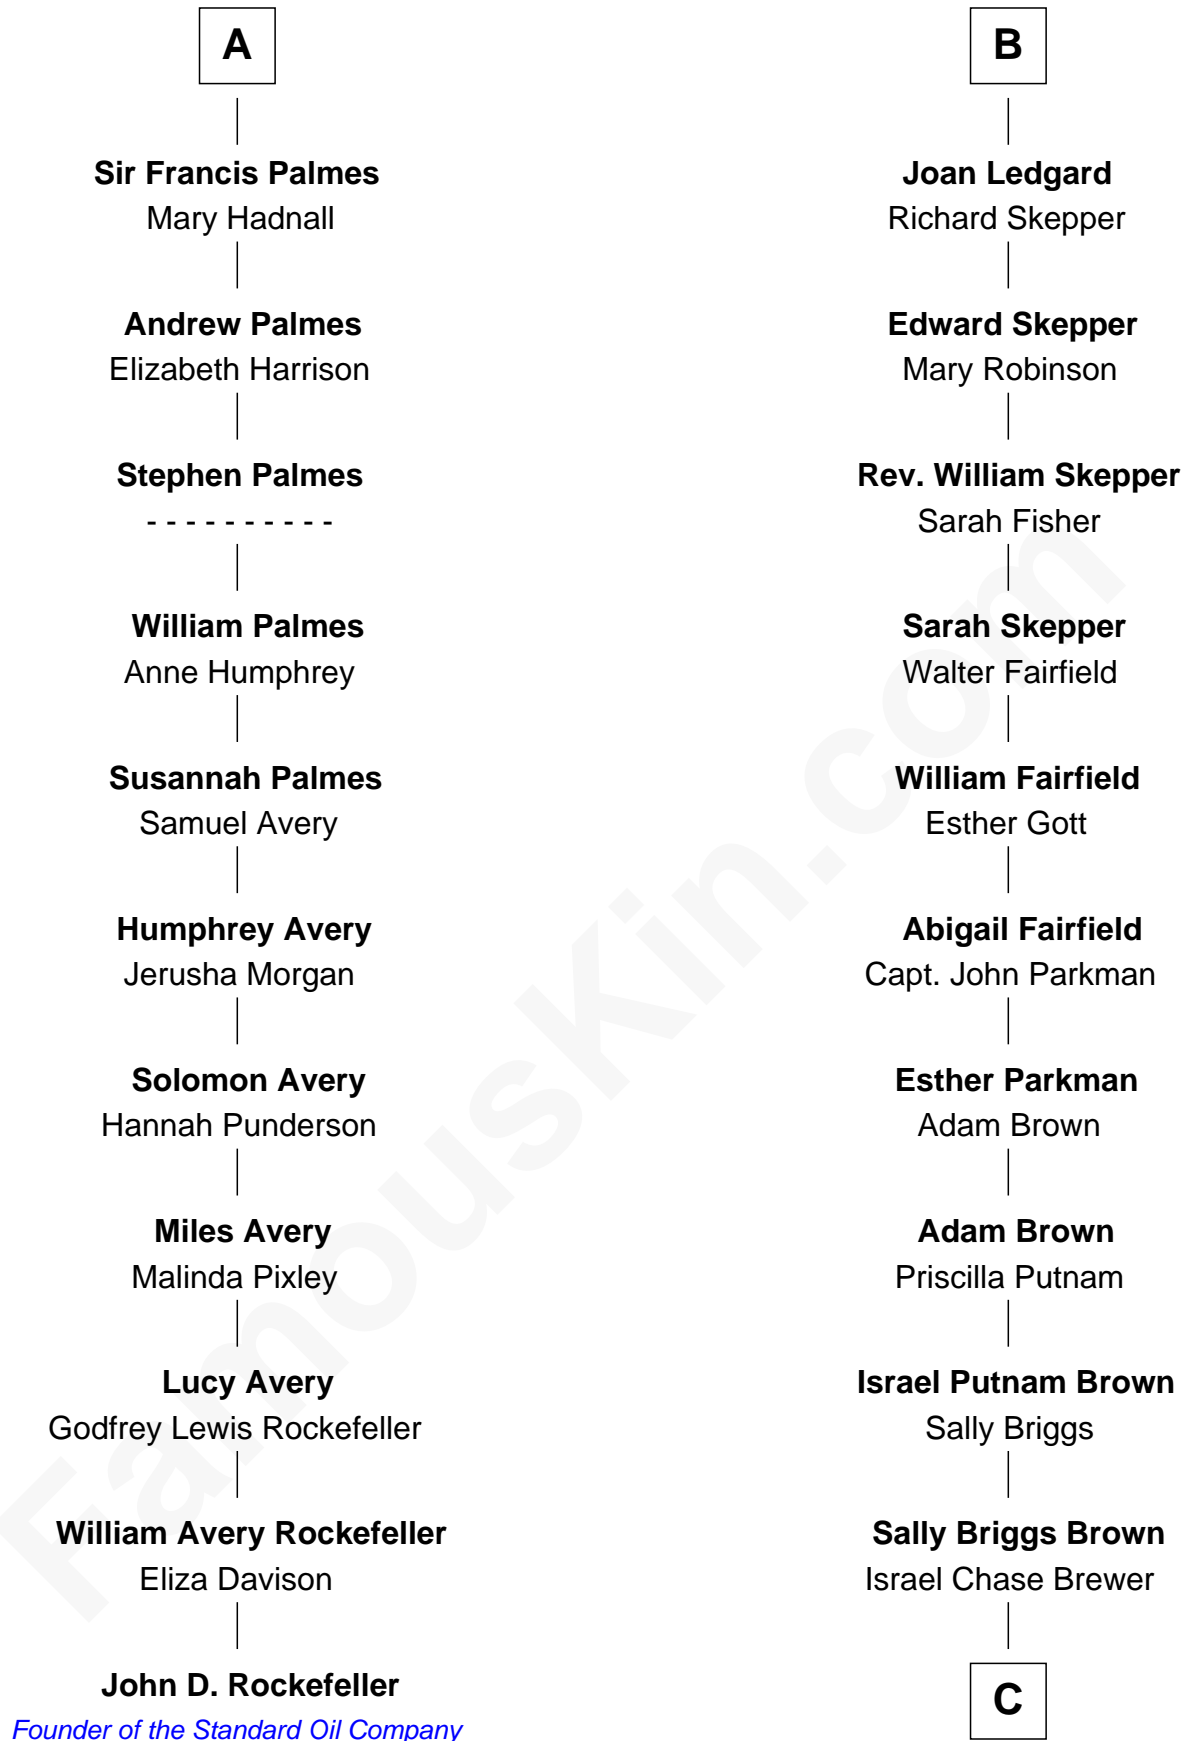 A
Sir Francis Palmes
Mary Hadnall
Andrew Palmes
Elizabeth Harrison
Stephen Palmes
- - - - - - - - - -
William Palmes
Anne Humphrey
Susannah Palmes
Samuel Avery
Humphrey Avery
Jerusha Morgan
Solomon Avery
Hannah Punderson
Miles Avery
Malinda Pixley
Lucy Avery
Godfrey Lewis Rockefeller
William Avery Rockefeller
Eliza Davison
John D. Rockefeller
Founder of the Standard Oil Company
B
Joan Ledgard
Richard Skepper
Edward Skepper
Mary Robinson
Rev. William Skepper
Sarah Fisher
Sarah Skepper
Walter Fairfield
William Fairfield
Esther Gott
Abigail Fairfield
Capt. John Parkman
Esther Parkman
Adam Brown
Adam Brown
Priscilla Putnam
Israel Putnam Brown
Sally Briggs
Sally Briggs Brown
Israel Chase Brewer
C
FamousKin.com